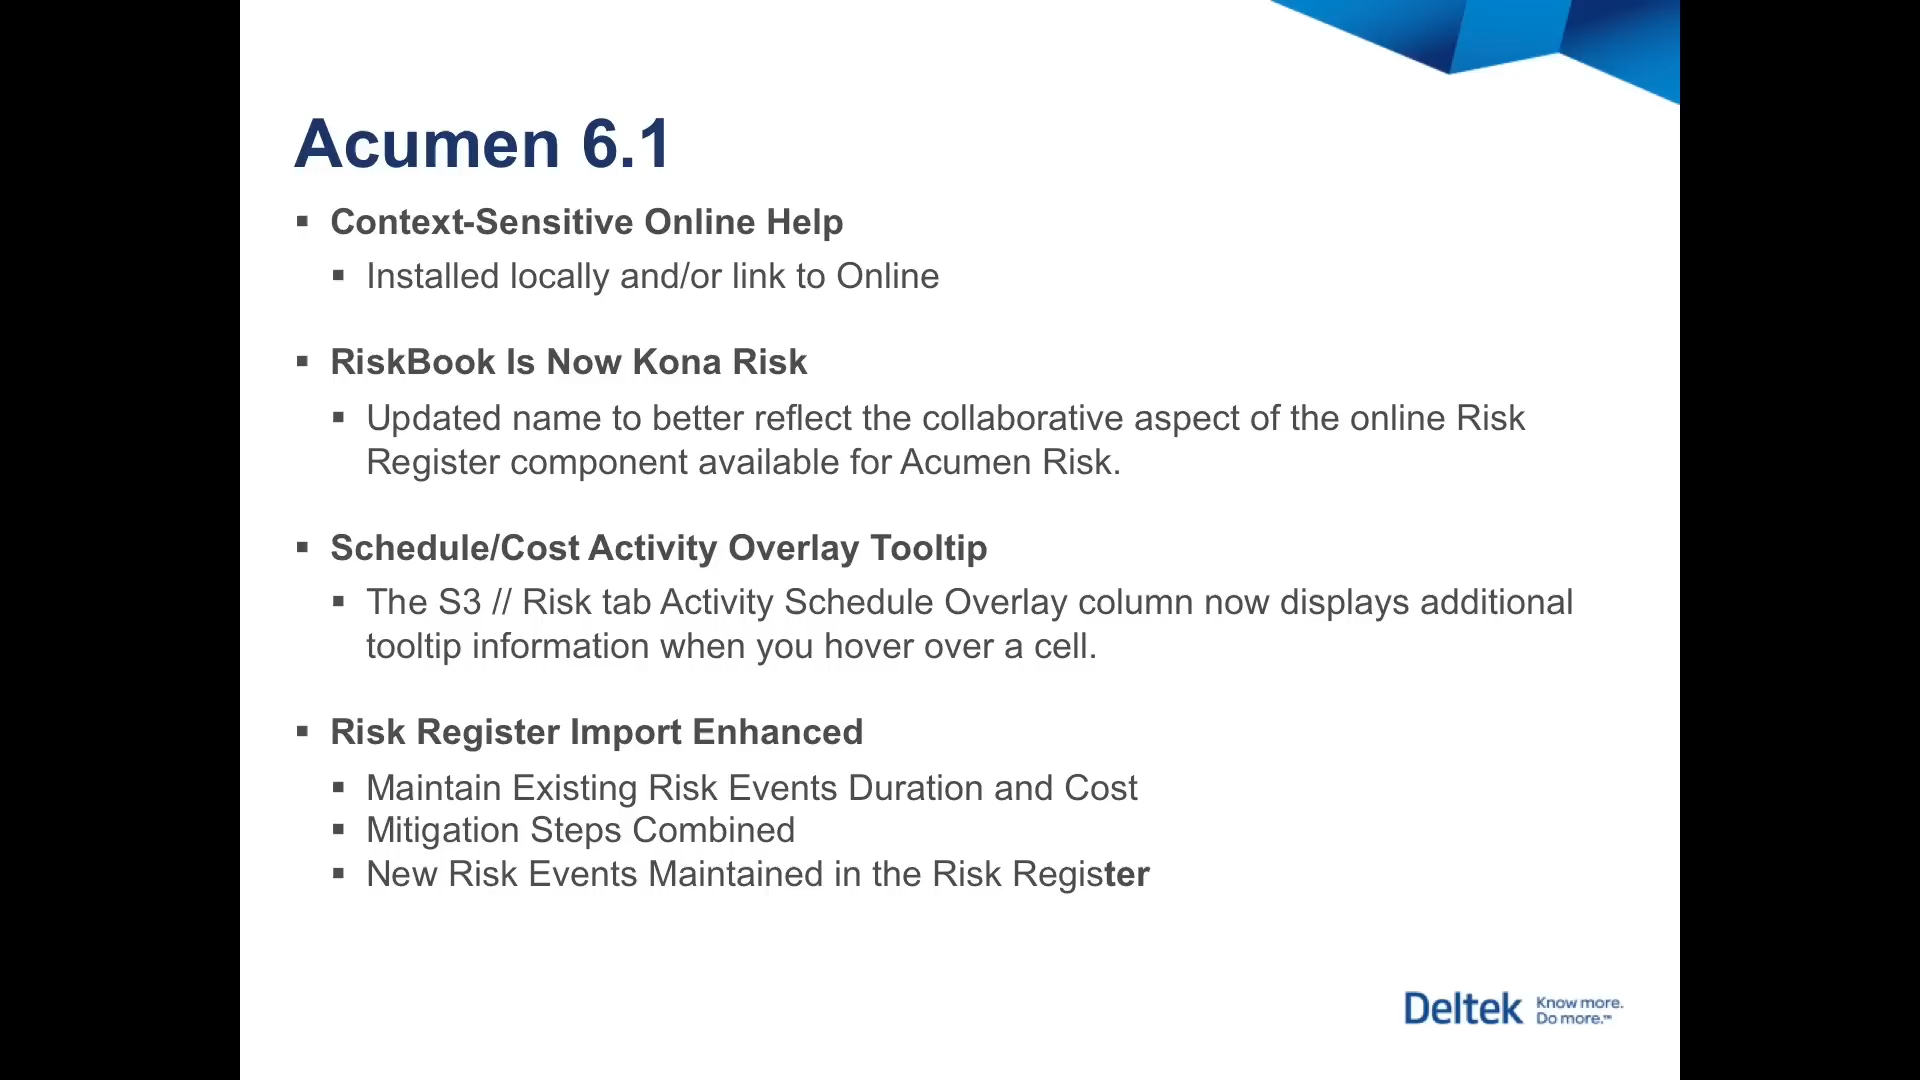 Acumen 6.1
▪ Context-Sensitive Online Help
▪ Installed locally and/or link to Online
▪ RiskBook Is Now Kona Risk
▪ Updated name to better reflect the collaborative aspect of the online Risk
Register component available for Acumen Risk.
▪ Schedule/Cost Activity Overlay Tooltip
▪ The S3 // Risk tab Activity Schedule Overlay column now displays additional
tooltip information when you hover over a cell.
▪ Risk Register Import Enhanced
▪ Maintain Existing Risk Events Duration and Cost
▪ Mitigation Steps Combined
▪ New Risk Events Maintained in the Risk Register
Deltek Know more.
Do more.™